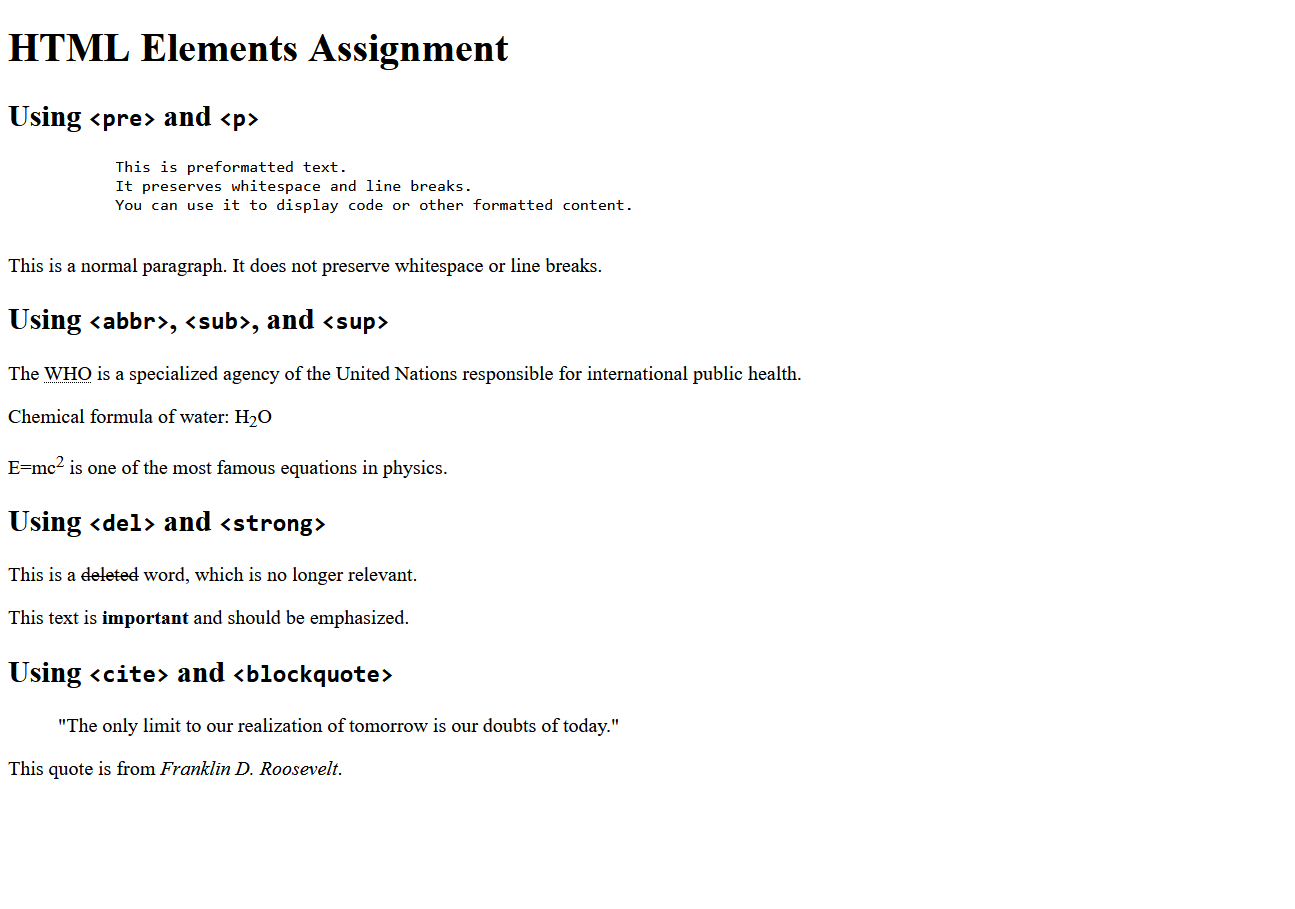 HTML Elements Assignment
Using <pre> and <p>
This is preformatted text.
It preserves whitespace and line breaks.
You can use it to display code or other formatted content.
This is a normal paragraph. It does not preserve whitespace or line breaks.
Using <abbr>, <sub>, and <sup>
The WHO is a specialized agency of the United Nations responsible for international public health.
Chemical formula of water: H₂O
E=mc² is one of the most famous equations in physics.
Using <del> and <strong>
This is a deleted word, which is no longer relevant.
This text is important and should be emphasized.
Using <cite> and <blockquote>
"The only limit to our realization of tomorrow is our doubts of today."
This quote is from Franklin D. Roosevelt.